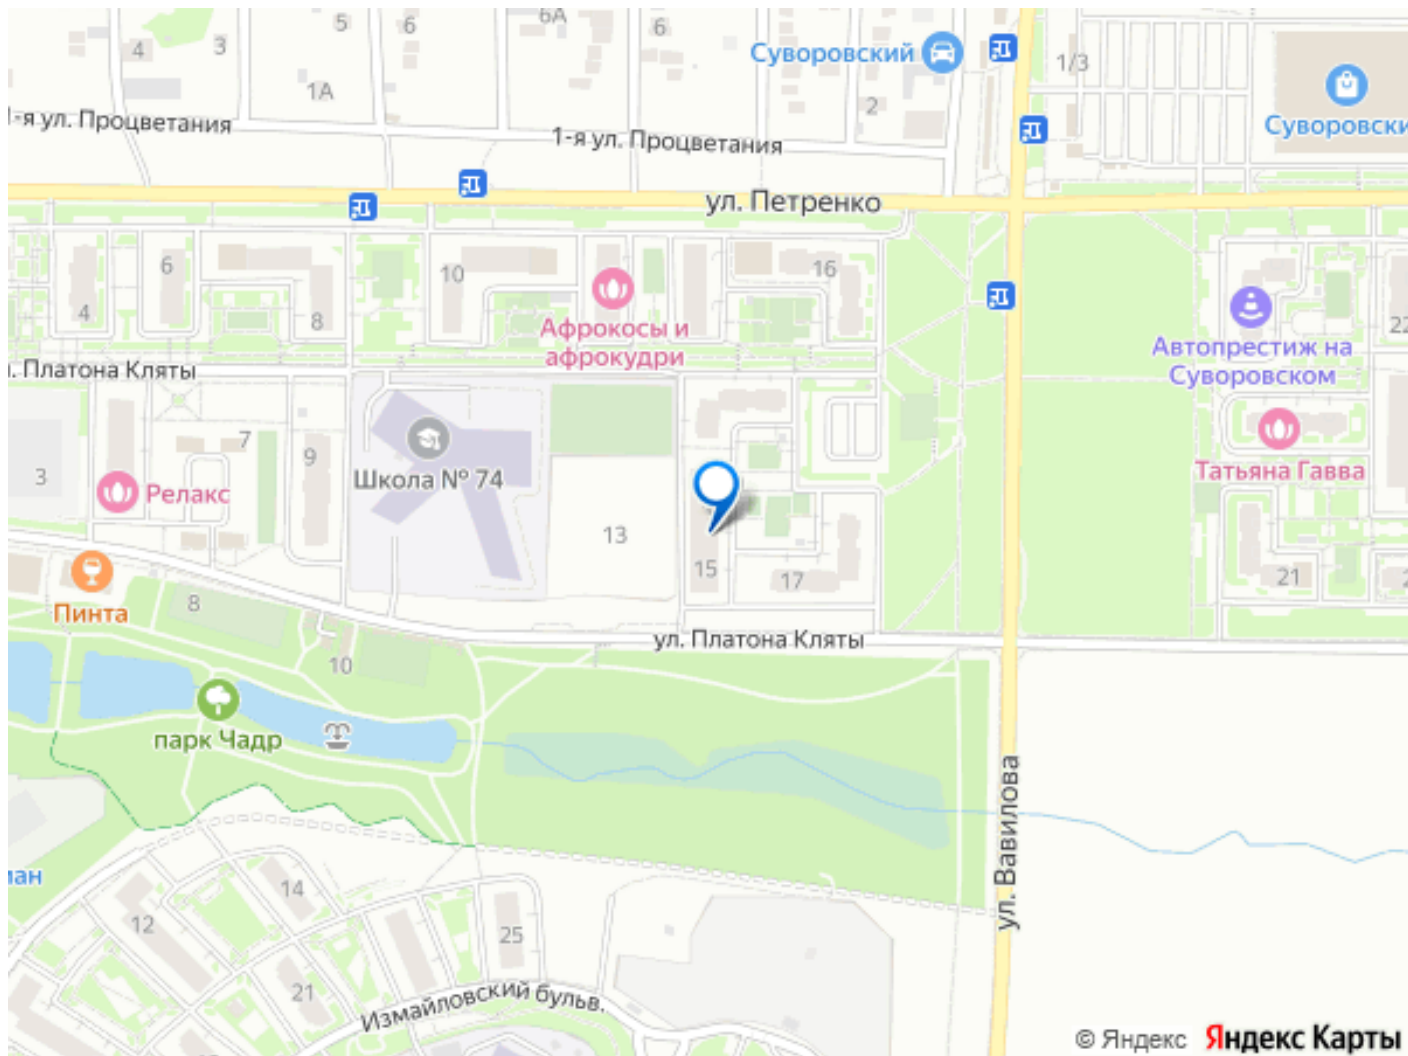 5
6
6А
6
4
3
1А
Суворовский
1/3
2
Суворовски
1-я ул. Процветания
1-я ул. Процветания
ул. Петренко
6
4
8
10
16
Афрокосы и
афрокудри
Автопрестиж на
Суворовском
22
. Платона Кляты
7
9
3
Школа № 74
Релакс
Татьяна Гавва
13
15
17
21
2
Пинта
8
10
ул. Платона Кляты
парк Чадр
ул. Вавилова
ан
14
12
25
21
Измайловский бульв.
© Яндекс Яндекс Карты